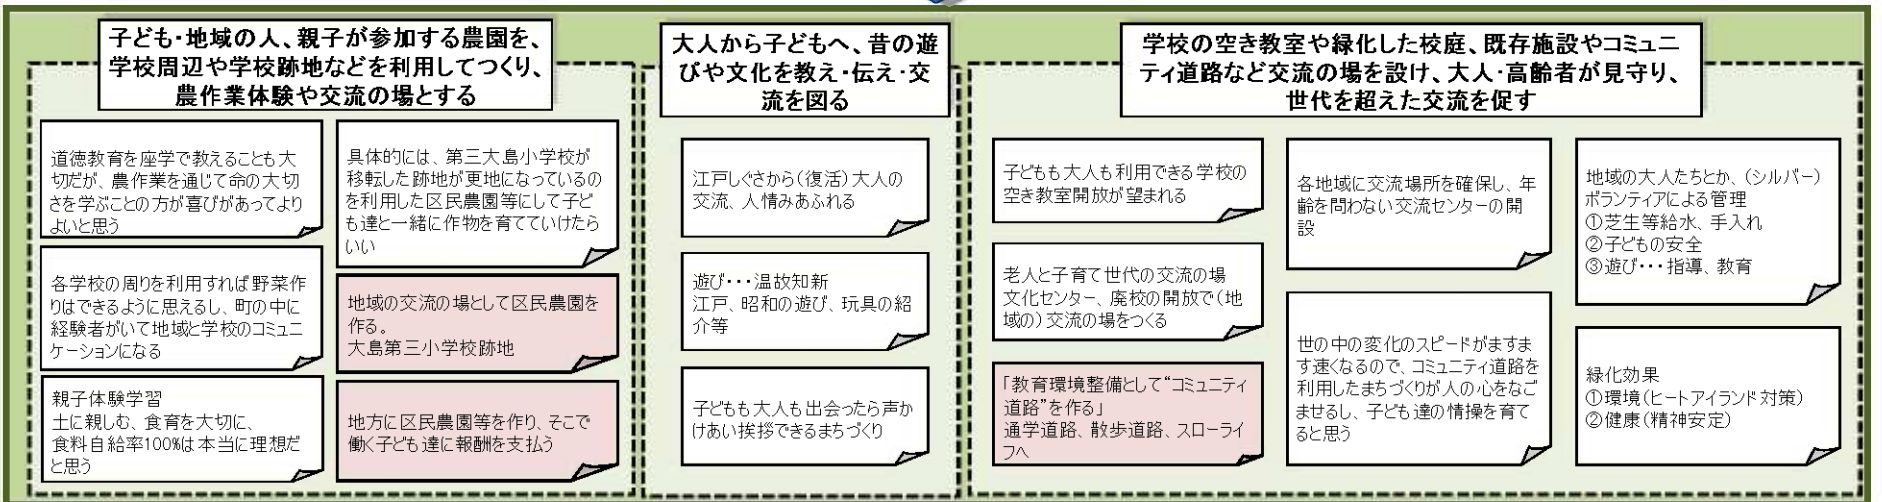 子ども・地域の人、親子が参加する農園を、
学校周辺や学校跡地などを利用してつくり、
農作業体験や交流の場とする
道徳教育を座学で教えることも大
切だが、農作業を通じて命の大切
さを学ぶことの方が喜びがあってより
よいと思う
各学校の周りを利用すれば野菜作
りはできるように思えるし、町の中に
経験者がいて地域と学校のコミュニ
ケーションになる
親子体験学習
土に親しむ、食育を大切に、
食料自給率100%は本当に理想だ
と思う
具体的には、第三大島小学校が
移転した跡地が更地になっているの
を利用した区民農園等にして子ど
も達と一緒に作物を育てていけたら
いい
地域の交流の場として区民農園を
作る。
大島第三小学校跡地
地方に区民農園等を作り、そこで
働く子ども達に報酬を支払う
大人から子どもへ、昔の遊
びや文化を教え・伝え・交
流を図る
江戸しぐさから(復活)大人の
交流、人情みあふれる
遊び・・・温故知新
江戸、昭和の遊び、玩具の紹
介等
子どもも大人も出会ったら声か
けあい挨拶できるまちづくり
学校の空き教室や緑化した校庭、既存施設やコミュニ
ティ道路など交流の場を設け、大人・高齢者が見守り、
世代を超えた交流を促す
子どもも大人も利用できる学校の
空き教室開放が望まれる
老人と子育て世代の交流の場
文化センター、廃校の開放で(地
域の)交流の場をつくる
「教育環境整備として“コミュニティ
道路”を作る」
通学道路、散歩道路、スローライ
フへ
各地域に交流場所を確保し、年
齢を問わない交流センターの開
設
世の中の変化のスピードがますま
す速くなるので、コミュニティ道路を
利用したまちづくりが人の心をなご
ませるし、子ども達の情操を育て
ると思う
地域の大人たちとか、(シルバー)
ボランティアによる管理
①芝生等給水、手入れ
②子どもの安全
③遊び・・・指導、教育
緑化効果
①環境(ヒートアイランド対策)
②健康(精神安定)